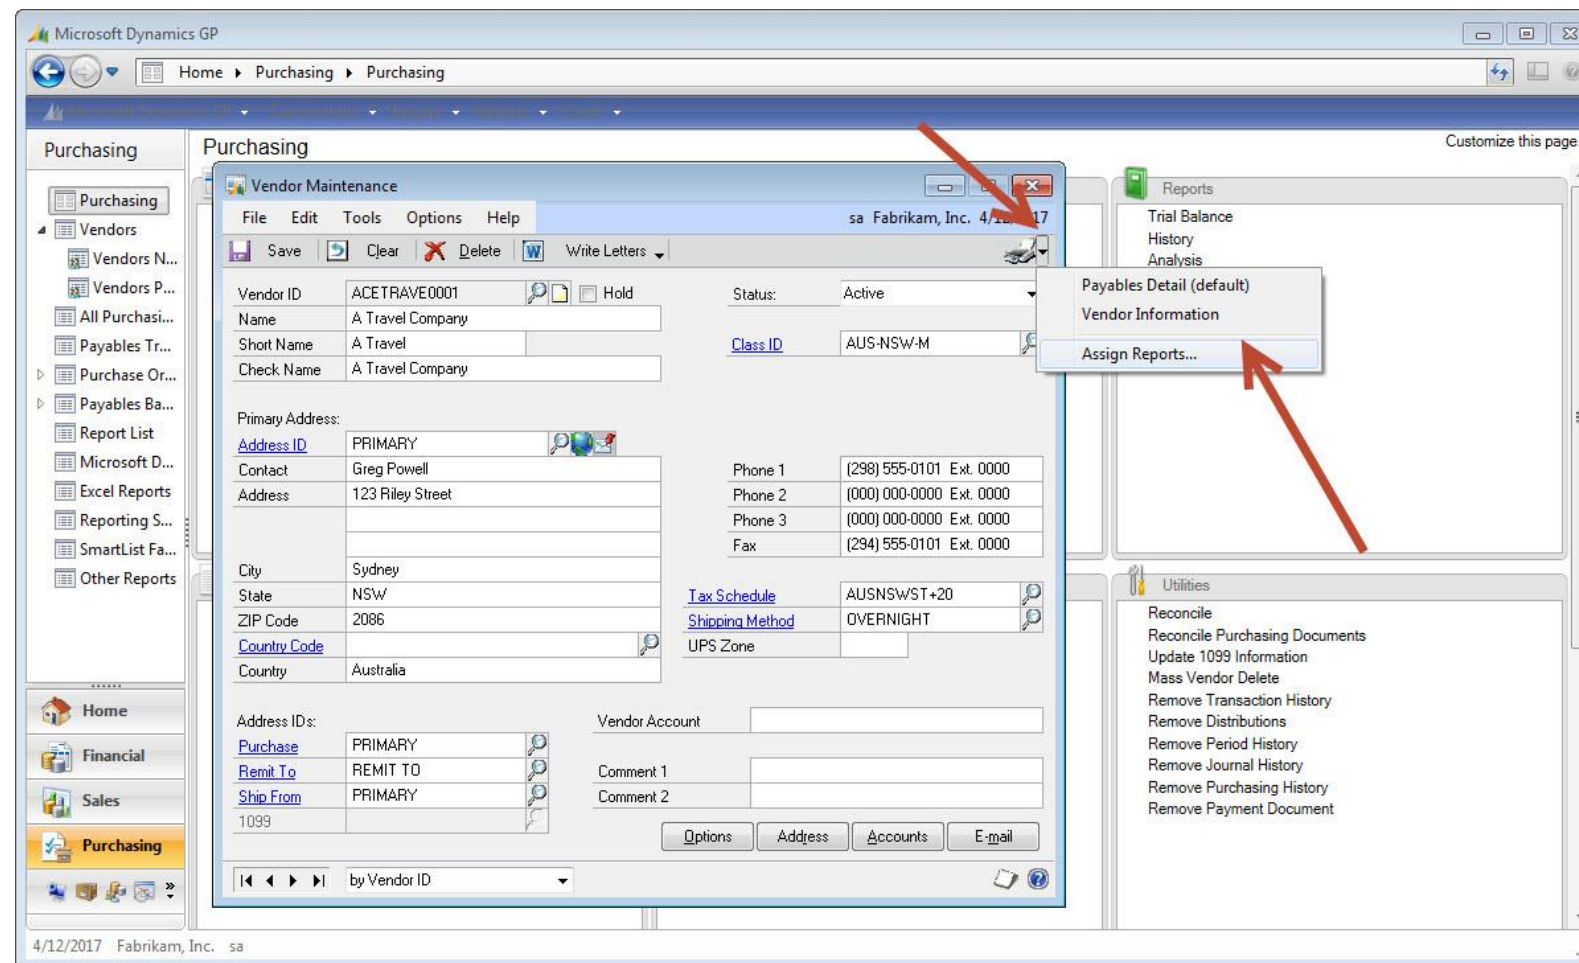 Microsoft Dynamics GP
Home Purchasing Purchasing
Purchasing
Purchasing
Vendors
Vendors N...
Vendors P...
All Purchasi...
Payables Tr...
Purchase Or...
Payables Ba...
Report List
Microsoft D...
Excel Reports
Reporting S...
SmartList Fa...
Other Reports
Home
Financial
Sales
Purchasing
Purchasing
Customize this page.
Vendor Maintenance
File Edit Tools Options Help sa Fabrikam, Inc. 4/12/2017
Save Clear Delete Write Letters
Vendor ID ACETRAVE0001 Hold Status: Active
Name A Travel Company
Short Name A Travel Class ID AUS-NSW-M
Check Name A Travel Company
Primary Address:
Address ID PRIMARY
Contact Greg Powell Phone 1 (298) 555-0101 Ext. 0000
Address 123 Riley Street Phone 2 (000) 000-0000 Ext. 0000
Phone 3 (000) 000-0000 Ext. 0000
Fax (294) 555-0101 Ext. 0000
City Sydney
State NSW Tax Schedule AUSNSWST+20
ZIP Code 2086 Shipping Method OVERNIGHT
Country Code UPS Zone
Country Australia
Address IDs: Vendor Account
Purchase PRIMARY
Remit To REMIT TO Comment 1
Ship From PRIMARY Comment 2
1099
Options Address Accounts E-mail
by Vendor ID
Payables Detail (default)
Vendor Information
Assign Reports...
Reports
Trial Balance
History
Analysis
Utilities
Reconcile
Reconcile Purchasing Documents
Update 1099 Information
Mass Vendor Delete
Remove Transaction History
Remove Distributions
Remove Period History
Remove Journal History
Remove Purchasing History
Remove Payment Document
4/12/2017 Fabrikam, Inc. sa